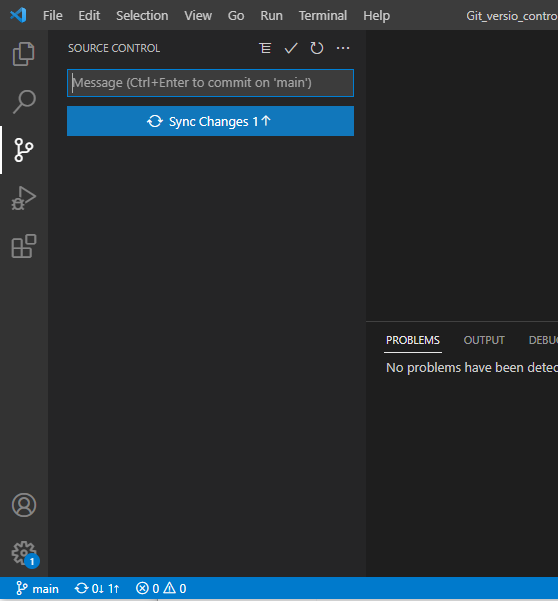 File Edit Selection View Go Run Terminal Help Git_versio_contro
SOURCE CONTROL
Message (Ctrl+Enter to commit on 'main')
Sync Changes 1↑
PROBLEMS OUTPUT DEBU
No problems have been detec
1
main 0↓ 1↑ 0 0